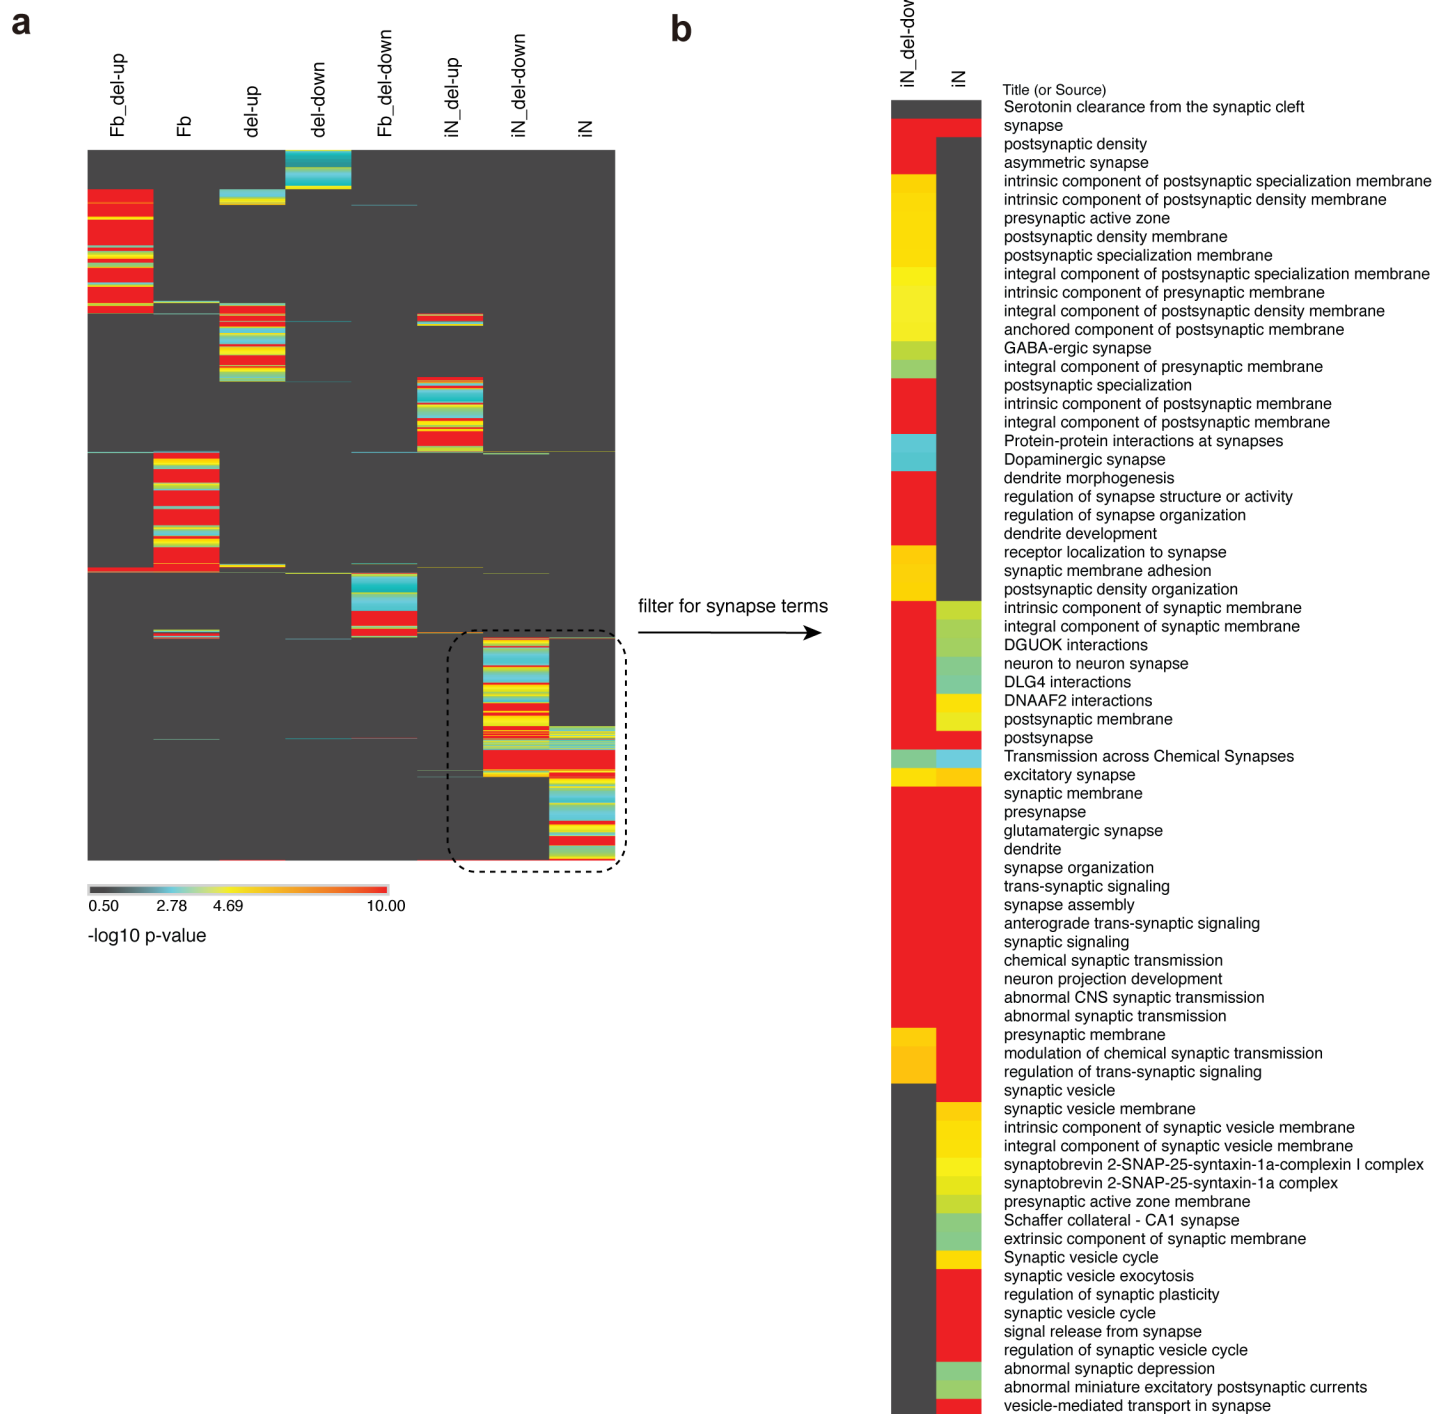 a
b
Fb_del-up
Fb
del-up
del-down
Fb_del-down
iN_del-up
iN_del-down
iN
filter for synapse terms
0.50 2.78 4.69 10.00
-log10 p-value
iN_del-dow
iN
Title (or Source)
Serotonin clearance from the synaptic cleft
synapse
postsynaptic density
asymmetric synapse
intrinsic component of postsynaptic specialization membrane
intrinsic component of postsynaptic density membrane
presynaptic active zone
postsynaptic density membrane
postsynaptic specialization membrane
integral component of postsynaptic specialization membrane
intrinsic component of presynaptic membrane
integral component of postsynaptic density membrane
anchored component of postsynaptic membrane
GABA-ergic synapse
integral component of presynaptic membrane
postsynaptic specialization
intrinsic component of postsynaptic membrane
integral component of postsynaptic membrane
Protein-protein interactions at synapses
Dopaminergic synapse
dendrite morphogenesis
regulation of synapse structure or activity
regulation of synapse organization
dendrite development
receptor localization to synapse
synaptic membrane adhesion
postsynaptic density organization
intrinsic component of synaptic membrane
integral component of synaptic membrane
DGUOK interactions
neuron to neuron synapse
DLG4 interactions
DNAAF2 interactions
postsynaptic membrane
postsynapse
Transmission across Chemical Synapses
excitatory synapse
synaptic membrane
presynapse
glutamatergic synapse
dendrite
synapse organization
trans-synaptic signaling
synapse assembly
anterograde trans-synaptic signaling
synaptic signaling
chemical synaptic transmission
neuron projection development
abnormal CNS synaptic transmission
abnormal synaptic transmission
presynaptic membrane
modulation of chemical synaptic transmission
regulation of trans-synaptic signaling
synaptic vesicle
synaptic vesicle membrane
intrinsic component of synaptic vesicle membrane
integral component of synaptic vesicle membrane
synaptobrevin 2-SNAP-25-syntaxin-1a-complexin I complex
synaptobrevin 2-SNAP-25-syntaxin-1a complex
presynaptic active zone membrane
Schaffer collateral - CA1 synapse
extrinsic component of synaptic membrane
Synaptic vesicle cycle
synaptic vesicle exocytosis
regulation of synaptic plasticity
synaptic vesicle cycle
signal release from synapse
regulation of synaptic vesicle cycle
abnormal synaptic depression
abnormal miniature excitatory postsynaptic currents
vesicle-mediated transport in synapse